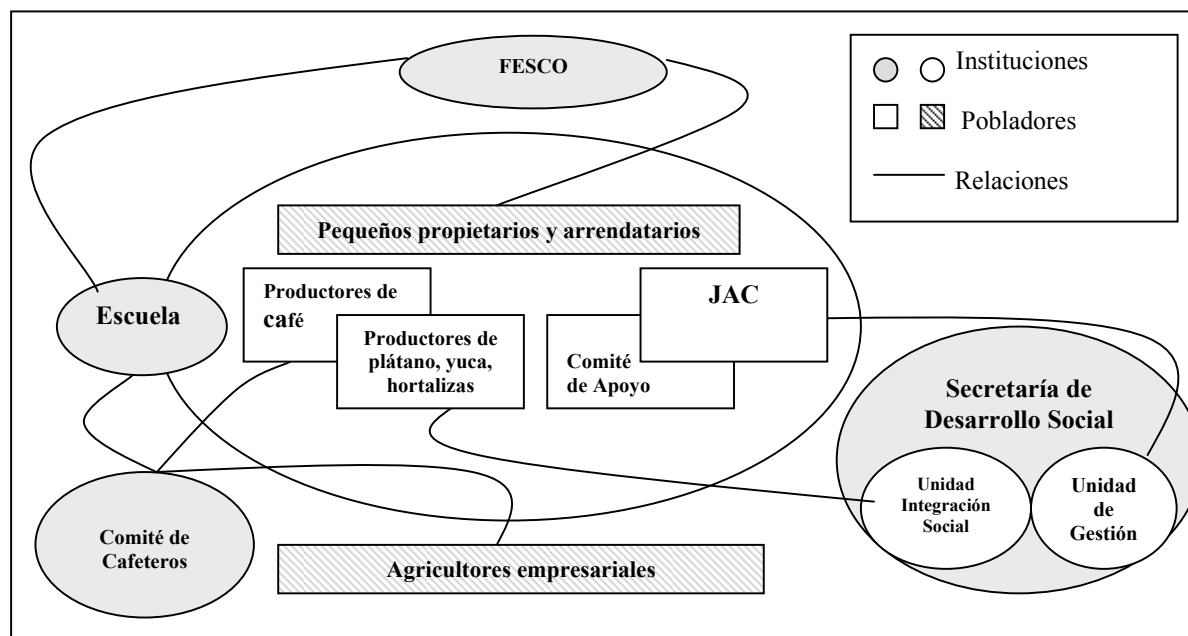 FESCO
Instituciones
Pobladores
Relaciones
Pequeños propietarios y arrendatarios
Escuela
Productores de
café
Productores de
plátano, yuca,
hortalizas
JAC
Comité
de Apoyo
Secretaría de
Desarrollo Social
Unidad
Integración
Social
Unidad
de
Gestión
Comité de
Cafeteros
Agricultores empresariales